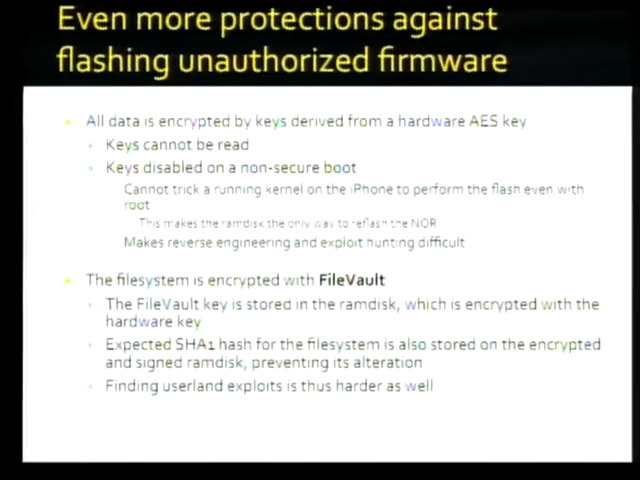 Even more protections against
flashing unauthorized firmware
All data is encrypted by keys derived from a hardware AES key
Keys cannot be read
Keys disabled on a non-secure boot
Cannot trick a running kernel on the iPhone to perform the flash even with
root
This makes the ramdisk the only way to reflash the NOR
Makes reverse engineering and exploit hunting difficult
The filesystem is encrypted with FileVault
The FileVault key is stored in the ramdisk, which is encrypted with the
hardware key
Expected SHA1 hash for the filesystem is also stored on the encrypted
and signed ramdisk, preventing its alteration
Finding userland exploits is thus harder as well